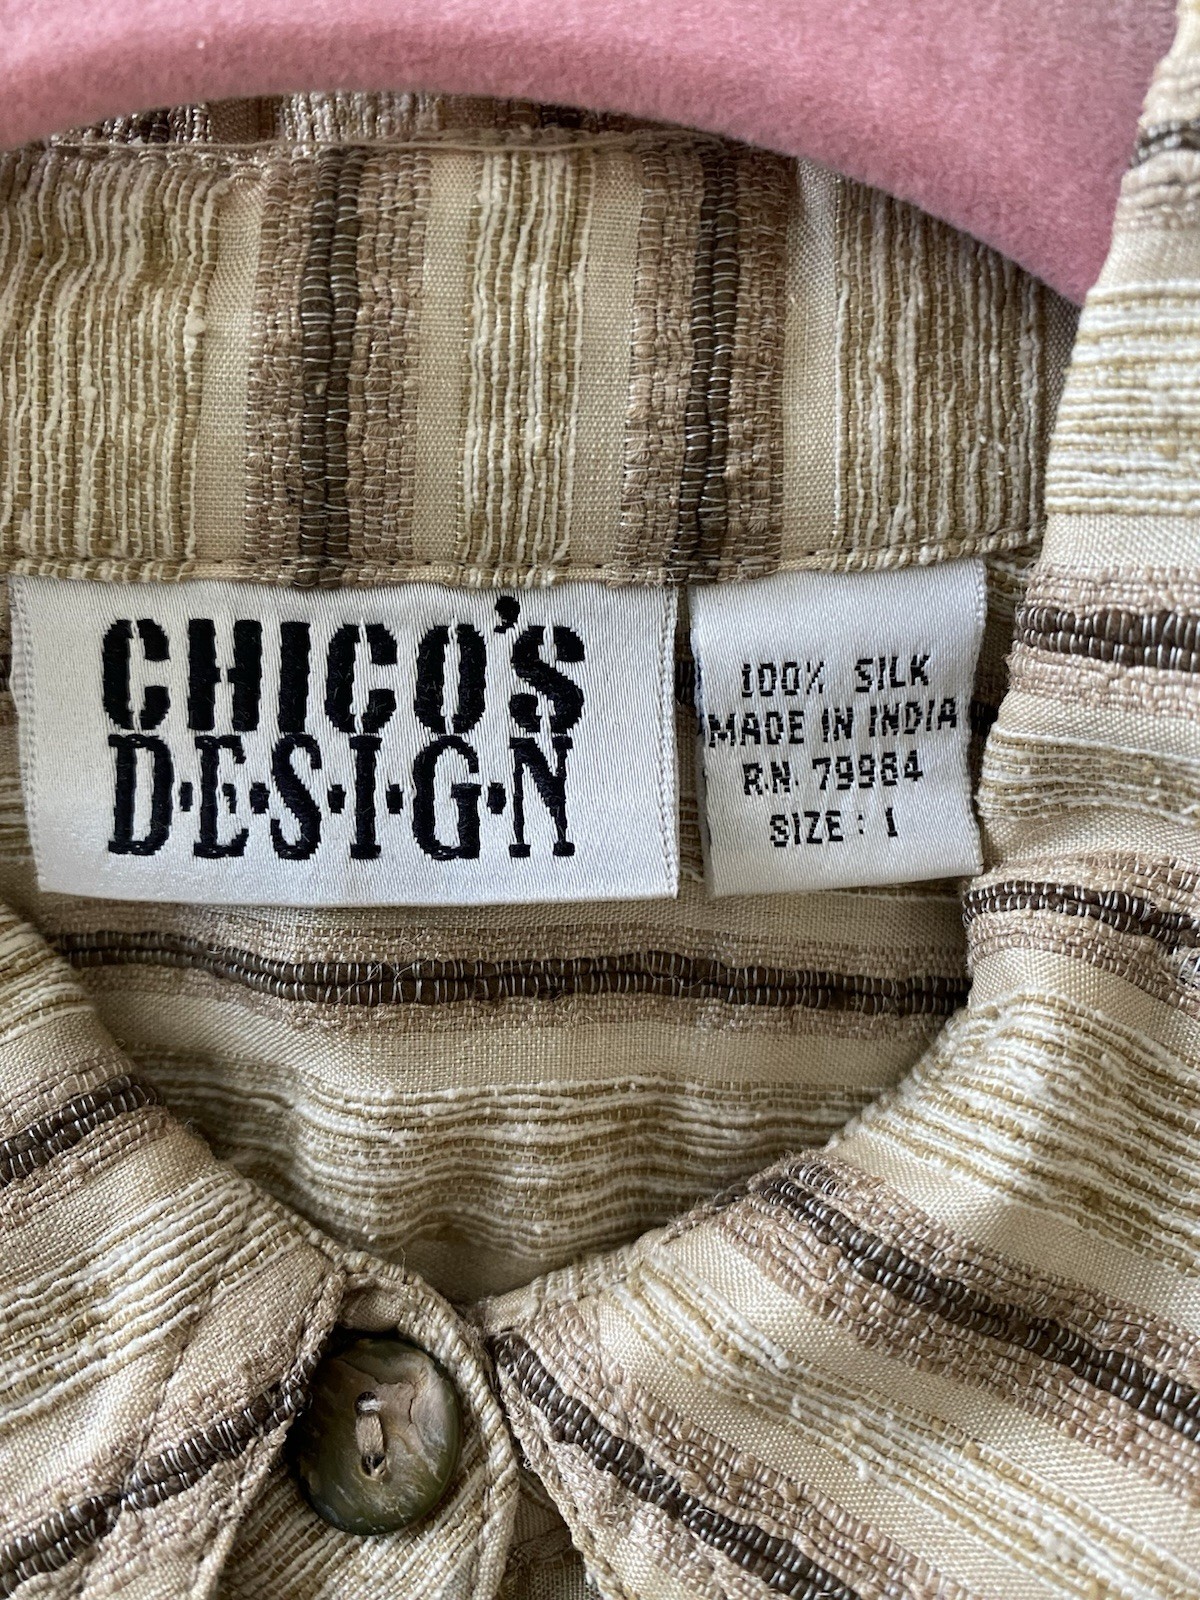 CHICO'S
D·E·S·I·G·N
100% SILK
MADE IN INDIA
R.N. 79984
SIZE : 1